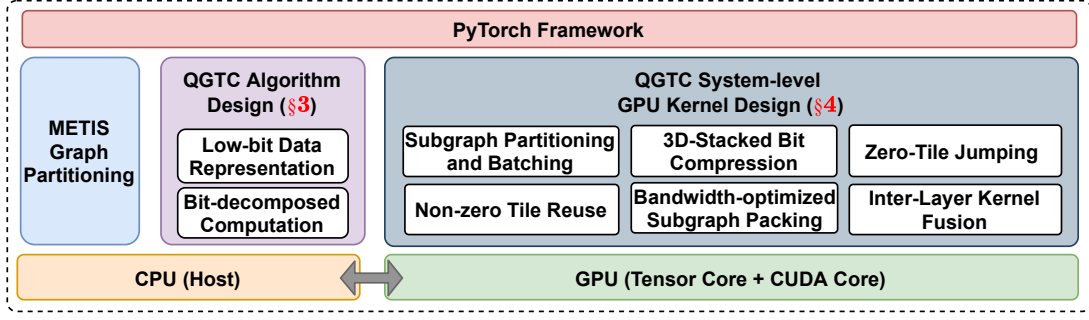 PyTorch Framework
METIS
Graph
Partitioning
QGTC Algorithm
Design (§3)
Low-bit Data
Representation
Bit-decomposed
Computation
QGTC System-level
GPU Kernel Design (§4)
Subgraph Partitioning
and Batching
3D-Stacked Bit
Compression
Zero-Tile Jumping
Non-zero Tile Reuse
Bandwidth-optimized
Subgraph Packing
Inter-Layer Kernel
Fusion
CPU (Host)
GPU (Tensor Core + CUDA Core)